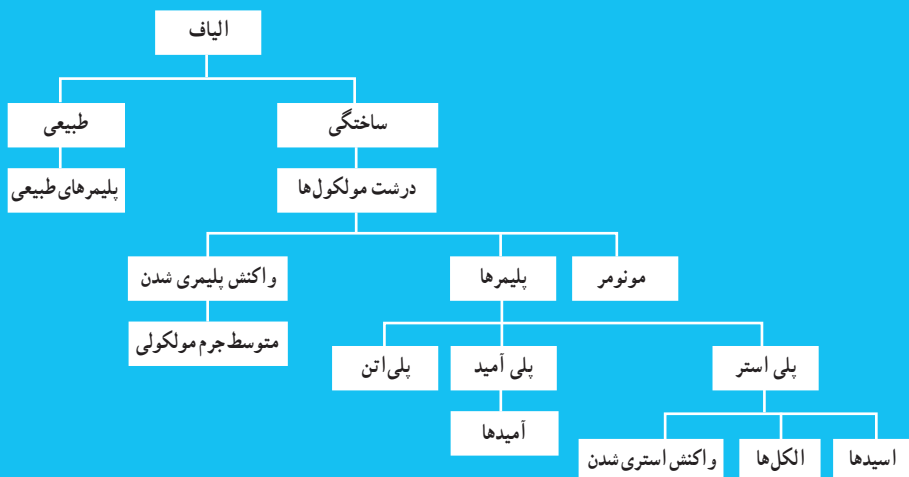 الیاف
ساختگی
طبیعی
درشت مولکول‌ها
پلیمرهای طبیعی
مونومر
پلیمرها
واکنش پلیمری شدن
متوسط جرم مولکولی
پلی استر
پلی آمید
پلی‌اتن
آمیدها
اسیدها
الکل‌ها
واکنش استری شدن